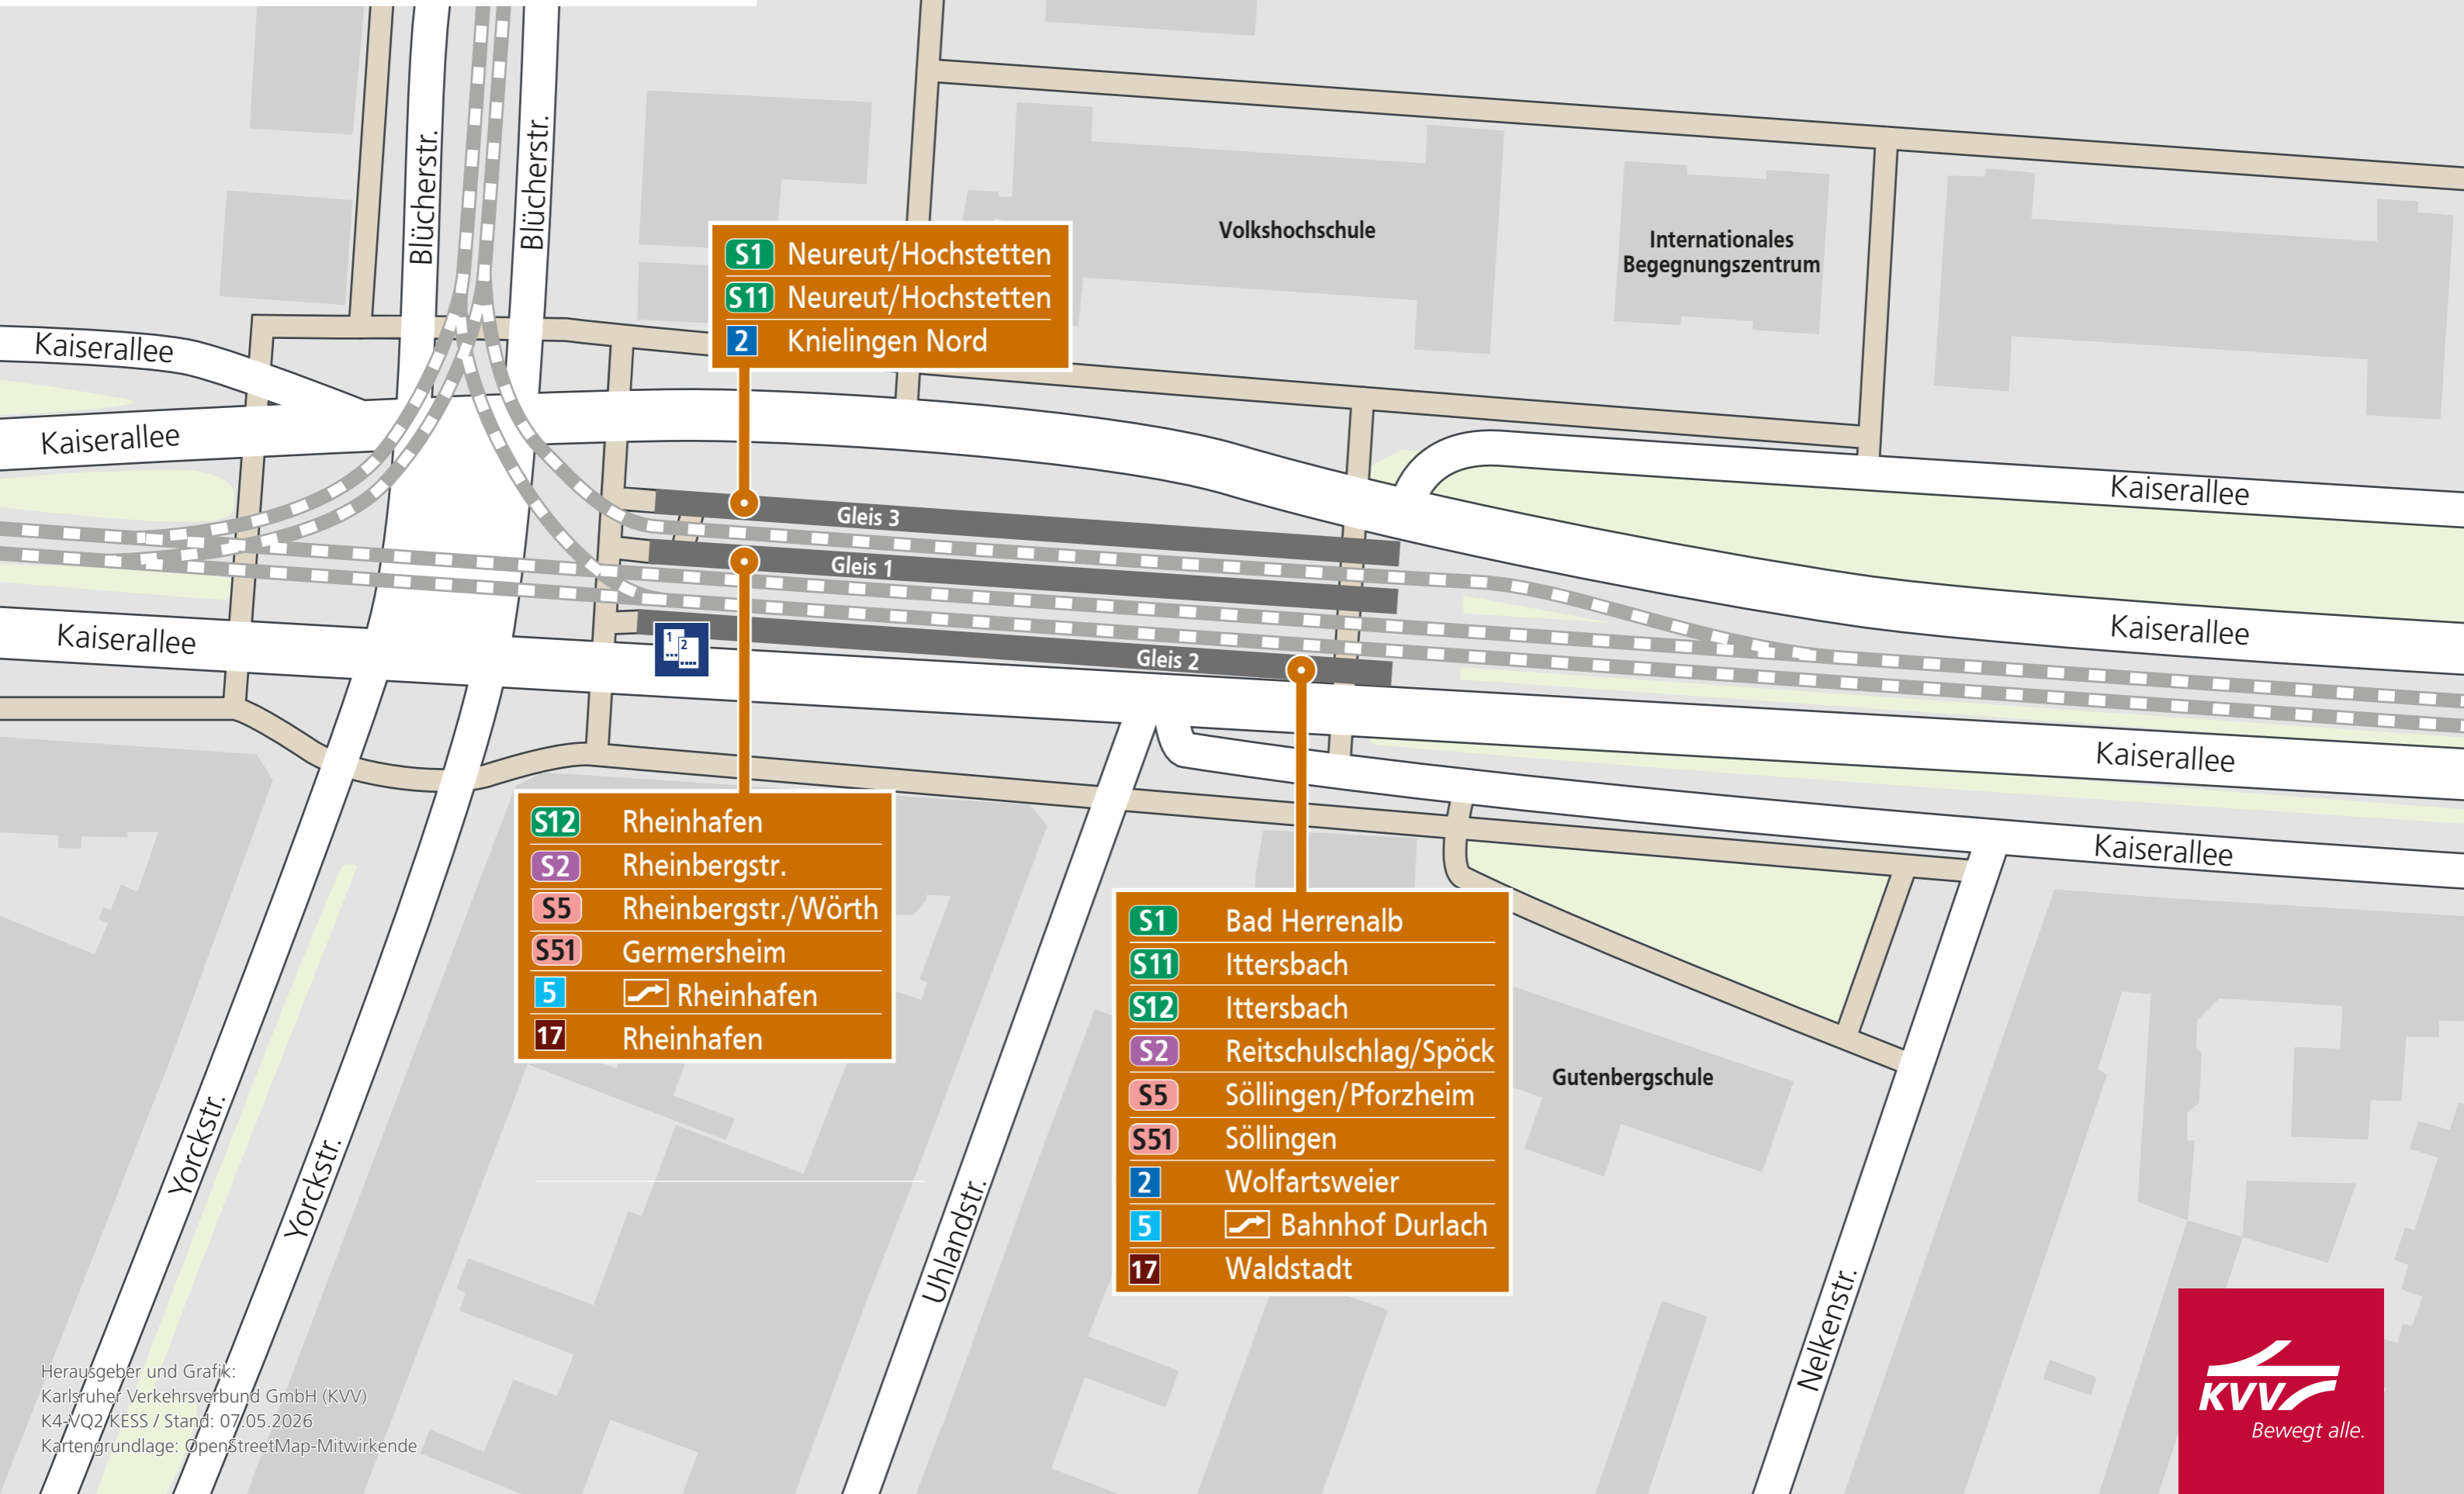 Blücherstr.
Blücherstr.
Volkshochschule
Internationales
Begegnungszentrum
S1 Neureut/Hochstetten
S11 Neureut/Hochstetten
2 Knielingen Nord
Kaiserallee
Kaiserallee
Kaiserallee
Gleis 3
Gleis 1
Kaiserallee
Kaiserallee
1
2
Gleis 2
Kaiserallee
Kaiserallee
S12 Rheinhafen
S2 Rheinbergstr.
S5 Rheinbergstr./Wörth
S51 Germersheim
5 Rheinhafen
17 Rheinhafen
S1 Bad Herrenalb
S11 Ittersbach
S12 Ittersbach
S2 Reitschulschlag/Spöck
S5 Söllingen/Pforzheim
S51 Söllingen
2 Wolfartsweier
5 Bahnhof Durlach
17 Waldstadt
Gutenbergschule
Yorckstr.
Yorckstr.
Uhlandstr.
Nelkenstr.
Herausgeber und Grafik:
Karlsruher Verkehrsverbund GmbH (KVV)
K4-VQ2 KESS / Stand: 07.05.2026
Kartengrundlage: OpenStreetMap-Mitwirkende
KVV
Bewegt alle.